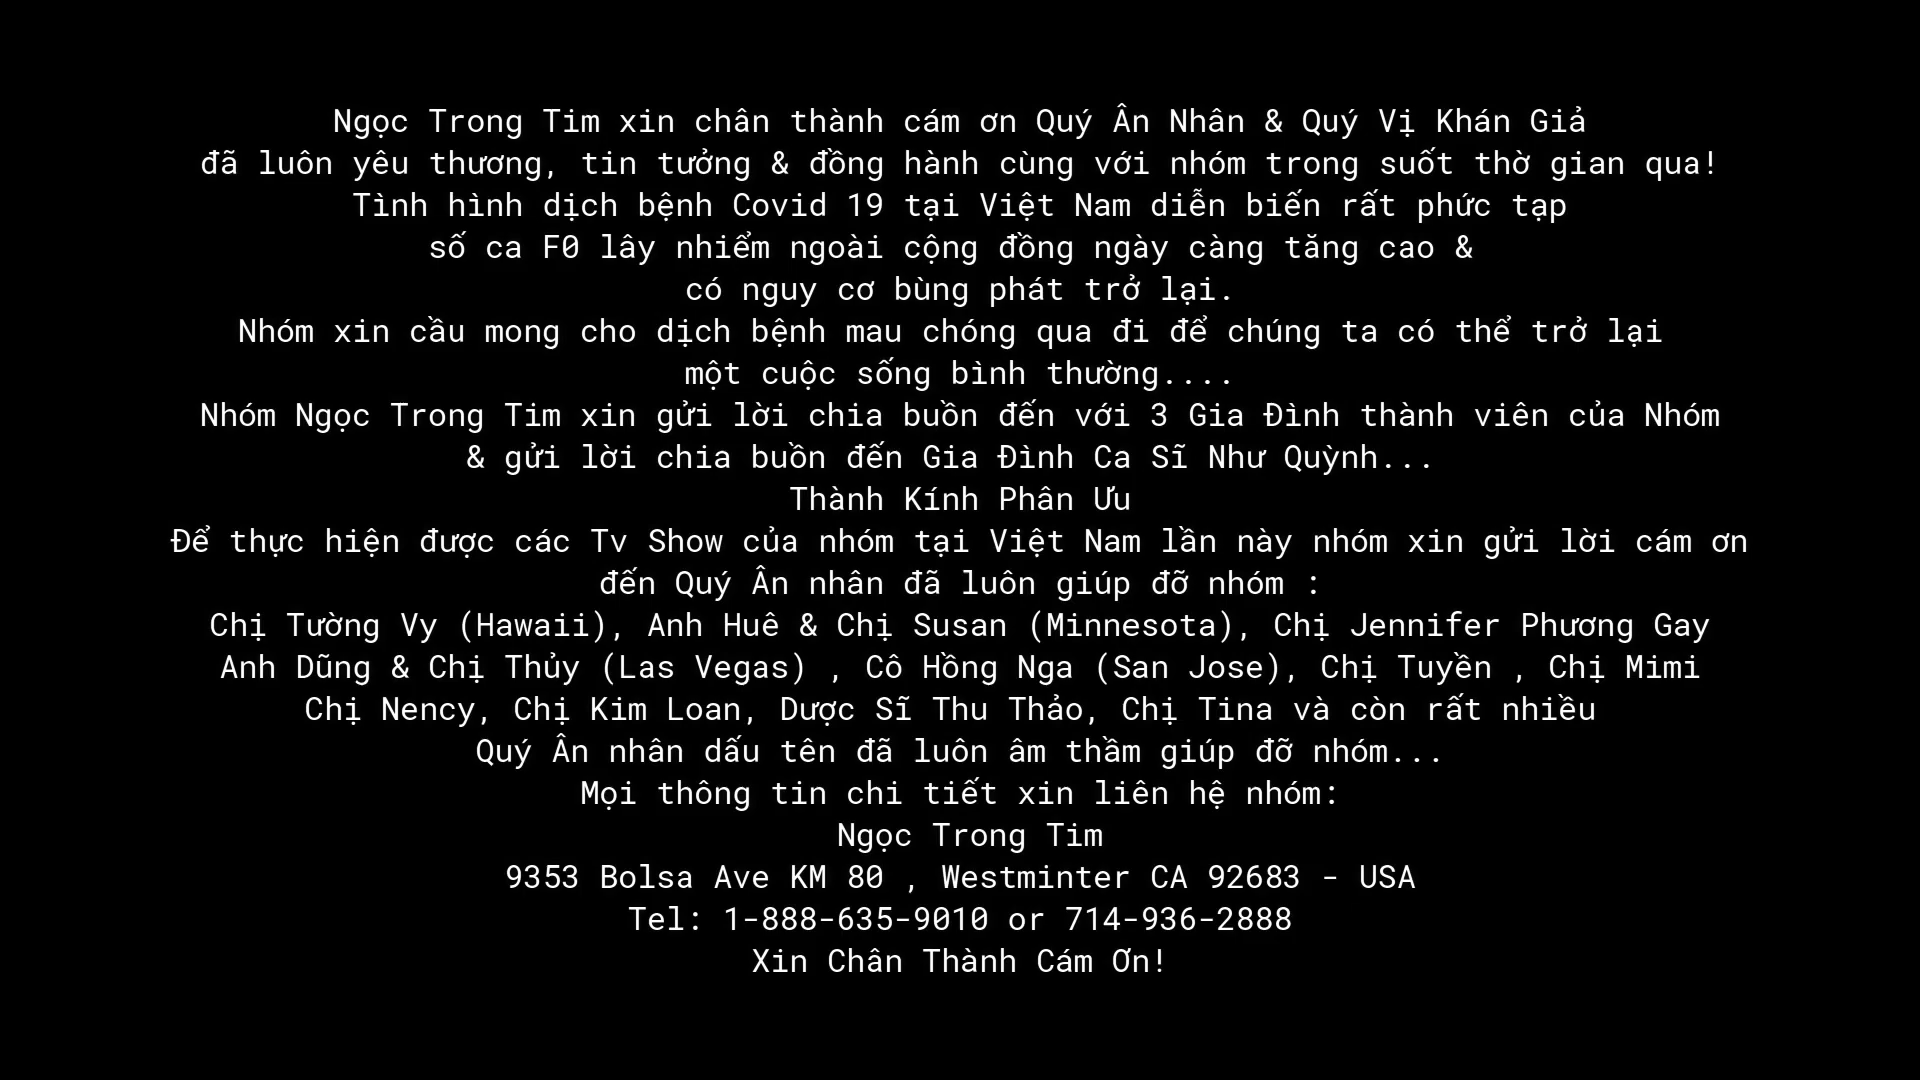 Ngọc Trong Tim xin chân thành cám ơn Quý Ân Nhân & Quý Vị Khán Giả
đã luôn yêu thương, tin tưởng & đồng hành cùng với nhóm trong suốt thờ gian qua!
Tình hình dịch bệnh Covid 19 tại Việt Nam diễn biến rất phức tạp
số ca F0 lây nhiểm ngoài cộng đồng ngày càng tăng cao &
có nguy cơ bùng phát trở lại.
Nhóm xin cầu mong cho dịch bệnh mau chóng qua đi để chúng ta có thể trở lại
một cuộc sống bình thường....
Nhóm Ngọc Trong Tim xin gửi lời chia buồn đến với 3 Gia Đình thành viên của Nhóm
& gửi lời chia buồn đến Gia Đình Ca Sĩ Như Quỳnh...
Thành Kính Phân Ưu
Để thực hiện được các Tv Show của nhóm tại Việt Nam lần này nhóm xin gửi lời cám ơn
đến Quý Ân nhân đã luôn giúp đỡ nhóm :
Chị Tường Vy (Hawaii), Anh Huê & Chị Susan (Minnesota), Chị Jennifer Phương Gay
Anh Dũng & Chị Thủy (Las Vegas) , Cô Hồng Nga (San Jose), Chị Tuyền , Chị Mimi
Chị Nency, Chị Kim Loan, Dược Sĩ Thu Thảo, Chị Tina và còn rất nhiều
Quý Ân nhân dấu tên đã luôn âm thầm giúp đỡ nhóm...
Mọi thông tin chi tiết xin liên hệ nhóm:
Ngọc Trong Tim
9353 Bolsa Ave KM 80 , Westminter CA 92683 - USA
Tel: 1-888-635-9010 or 714-936-2888
Xin Chân Thành Cám Ơn!